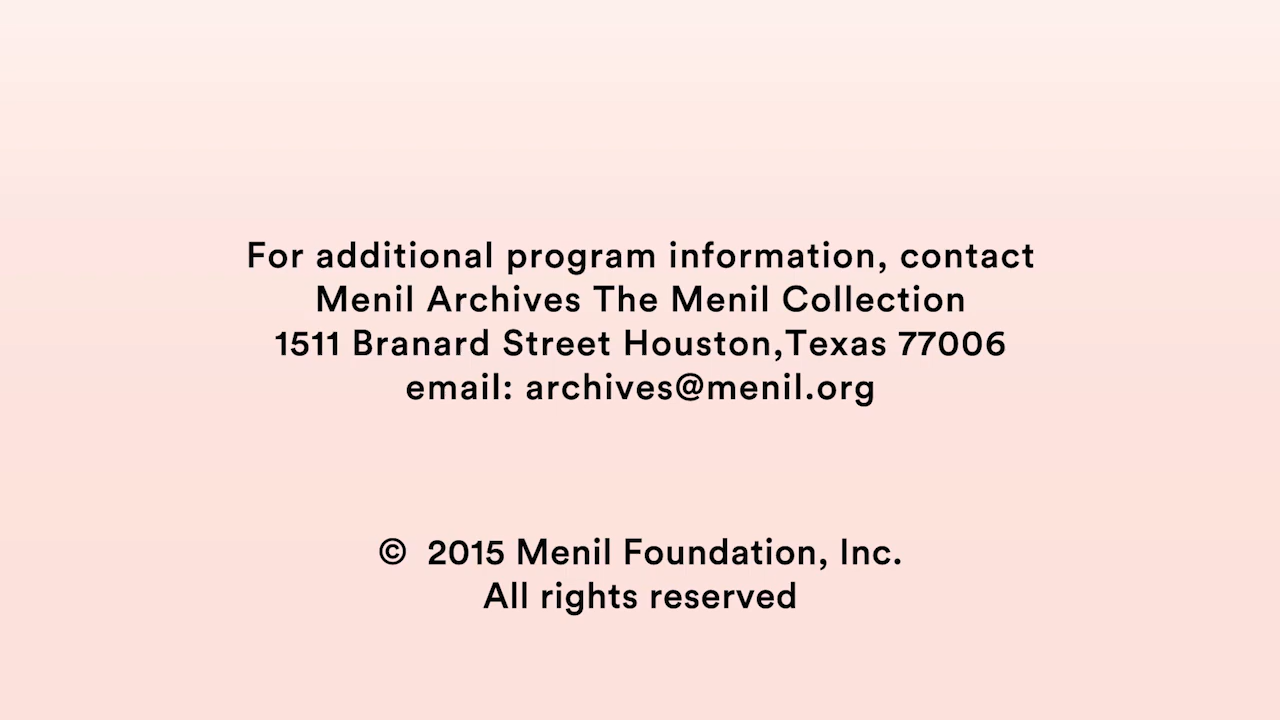 For additional program information, contact
Menil Archives The Menil Collection
1511 Branard Street Houston,Texas 77006
email: archives@menil.org
© 2015 Menil Foundation, Inc.
All rights reserved